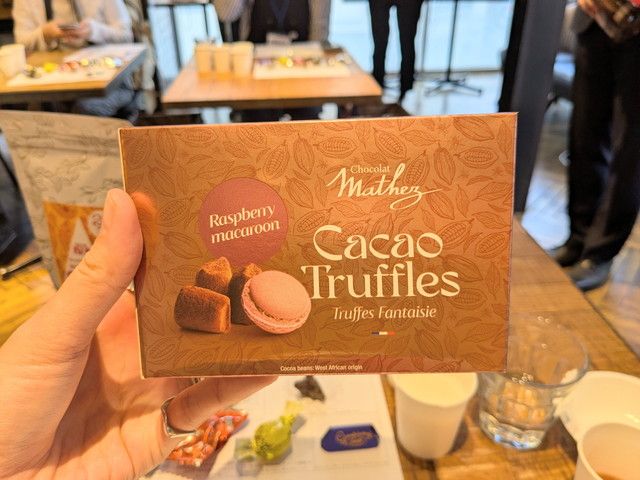 Chocolat
Mathez
Raspberry
macaroon
Cacao
Truffles
Truffes Fantaisie
Cocoa beans: West African origin